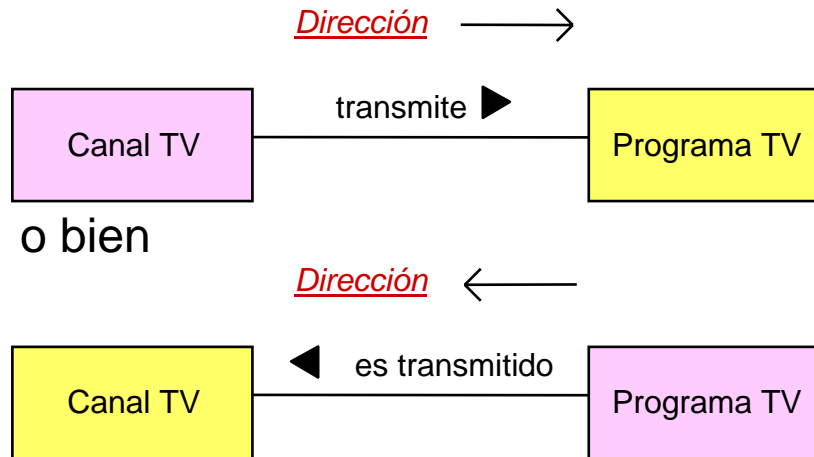 Dirección
transmite
Canal TV
Programa TV
o bien
Dirección
es transmitido
Canal TV
Programa TV